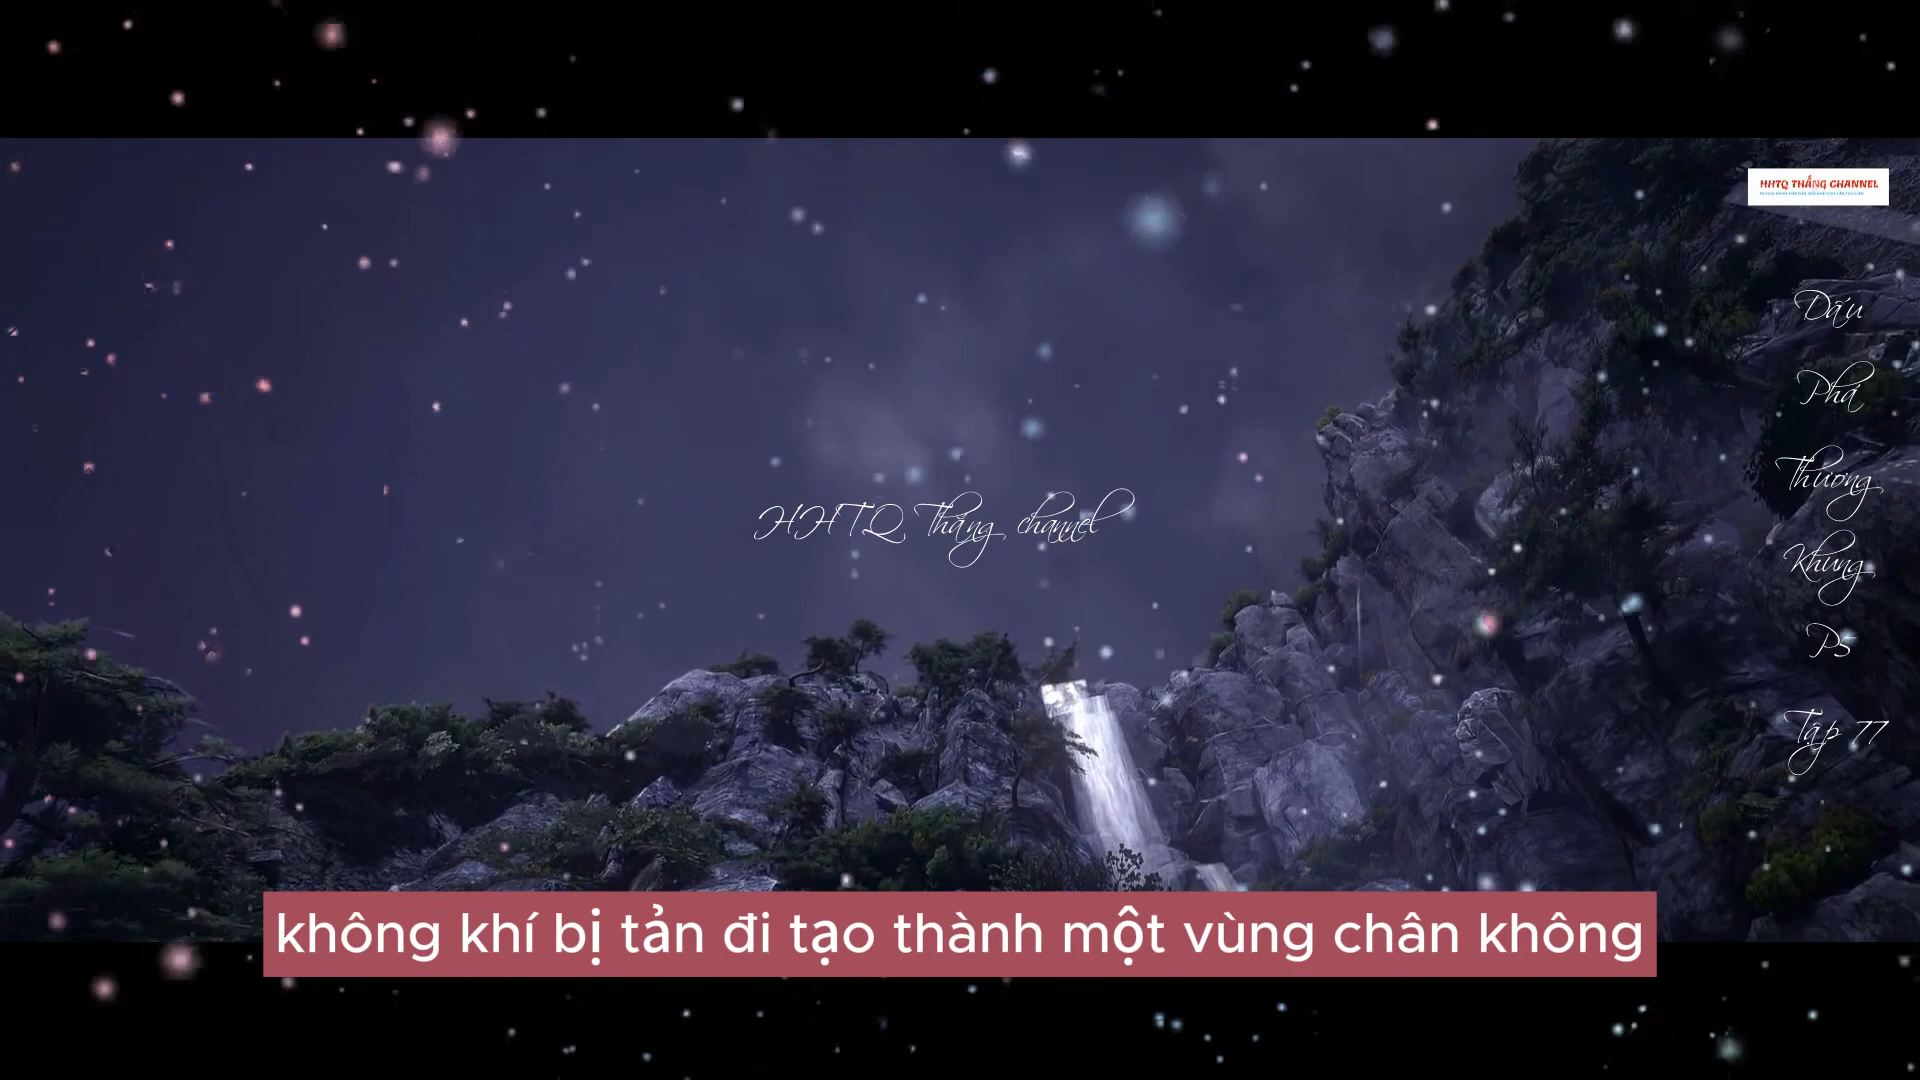 HHTQ THẮNG CHANNEL
Dấu
Phá
Thương
Khung
P5
Tập 77
HHTQ Thắng channel
không khí bị tản đi tạo thành một vùng chân không